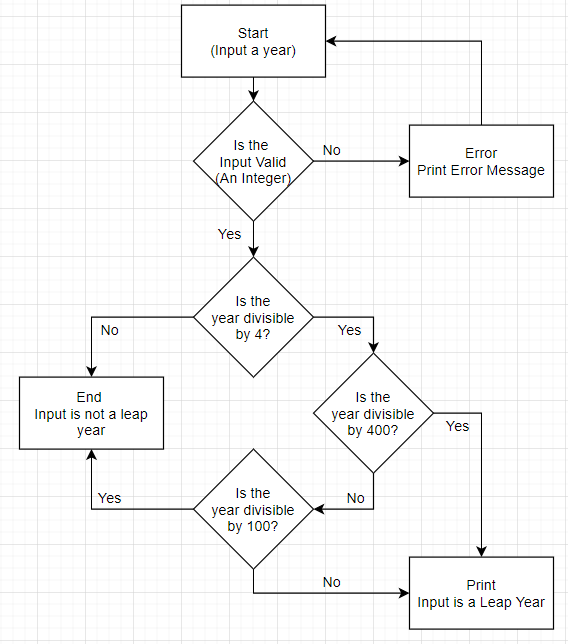 Start
(Input a year)
Is the
Input Valid
(An Integer)
No
Error
Print Error Message
Yes
Is the
year divisible
by 4?
No
Yes
End
Input is not a leap
year
Is the
year divisible
by 400?
Yes
Is the
year divisible
by 100?
Yes
No
No
Print
Input is a Leap Year